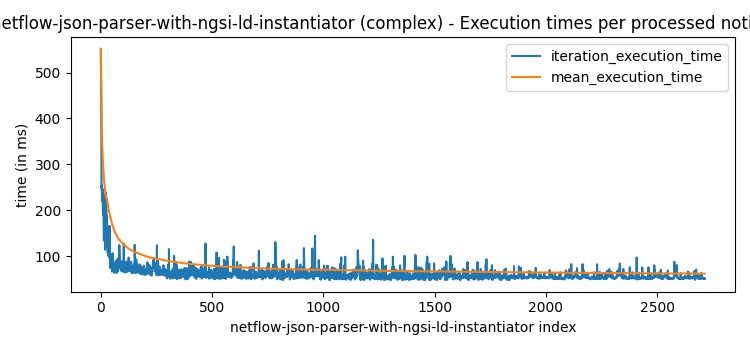 netflow-json-parser-with-ngsi-ld-instantiator (complex) - Execution times per processed noti
iteration_execution_time
mean_execution_time
time (in ms)
500
400
300
200
100
0
500
1000
1500
2000
2500
netflow-json-parser-with-ngsi-ld-instantiator index